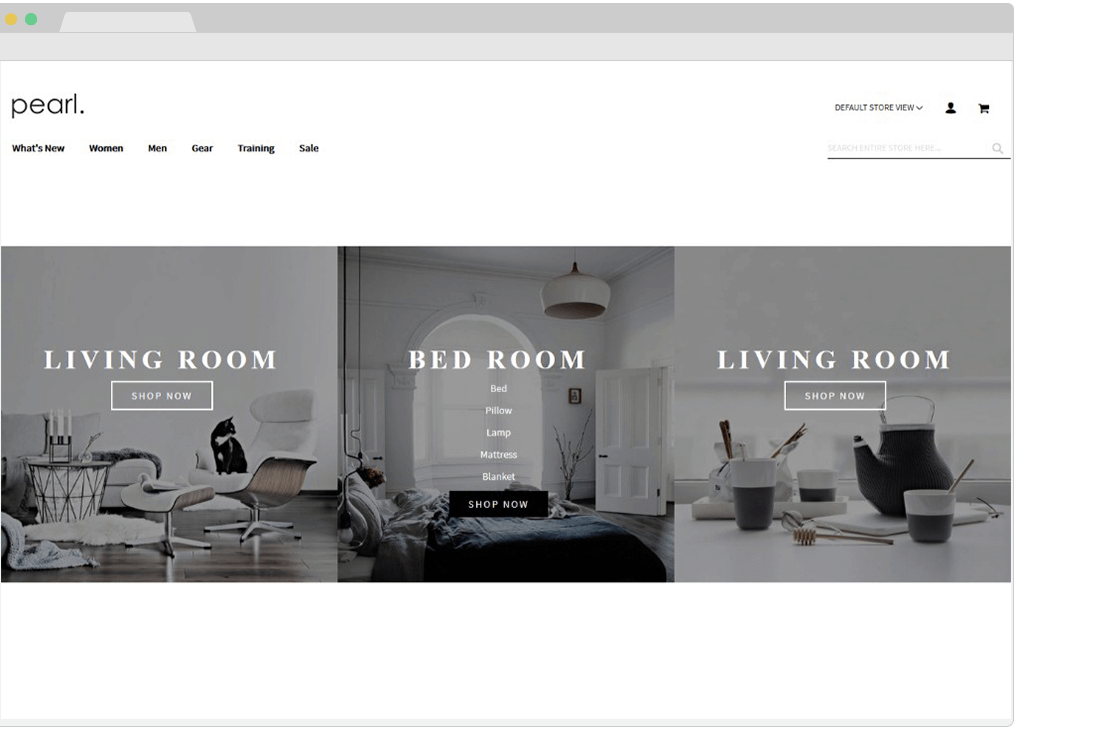 pearl.
DEFAULT STORE VIEW
What's New Women Men Gear Training Sale
SEARCH ENTIRE STORE HERE...
LIVING ROOM
SHOP NOW
BED ROOM
Bed
Pillow
Lamp
Mattress
Blanket
SHOP NOW
LIVING ROOM
SHOP NOW